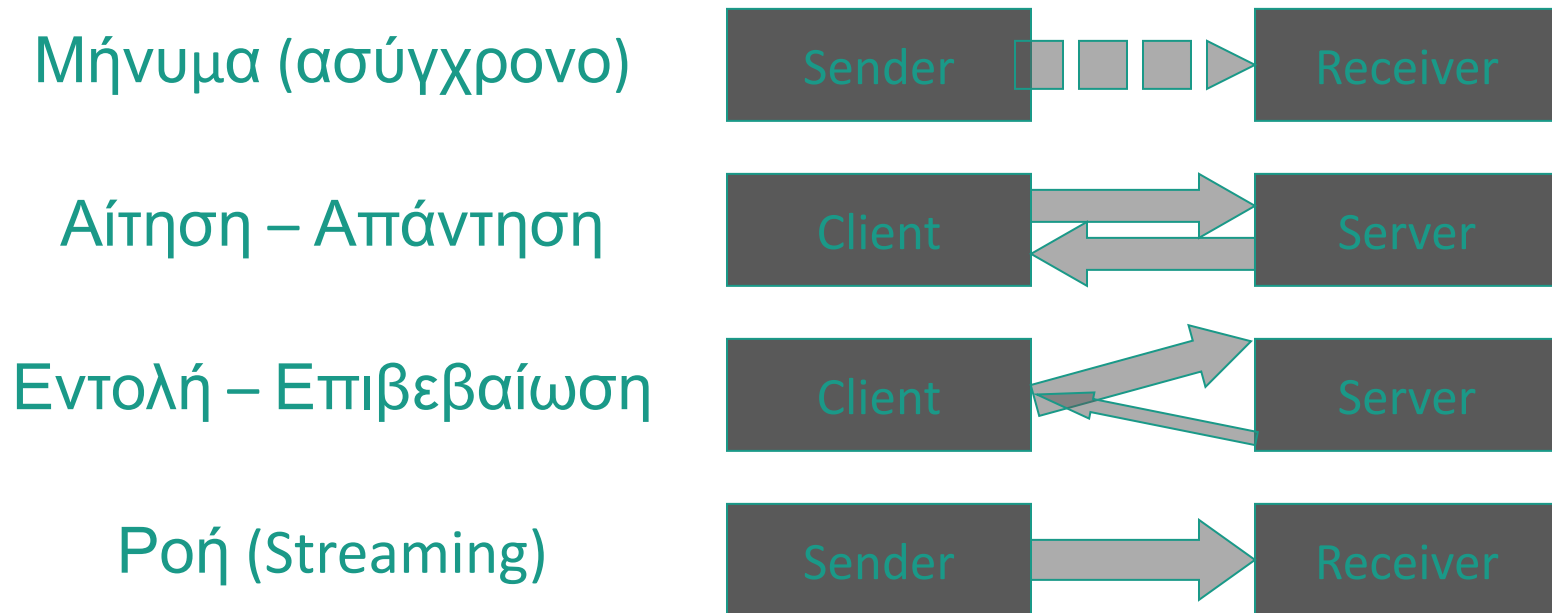 Μήνυμα (ασύγχρονο)
Sender
Receiver
Αίτηση – Απάντηση
Client
Server
Εντολή – Επιβεβαίωση
Client
Server
Ροή (Streaming)
Sender
Receiver